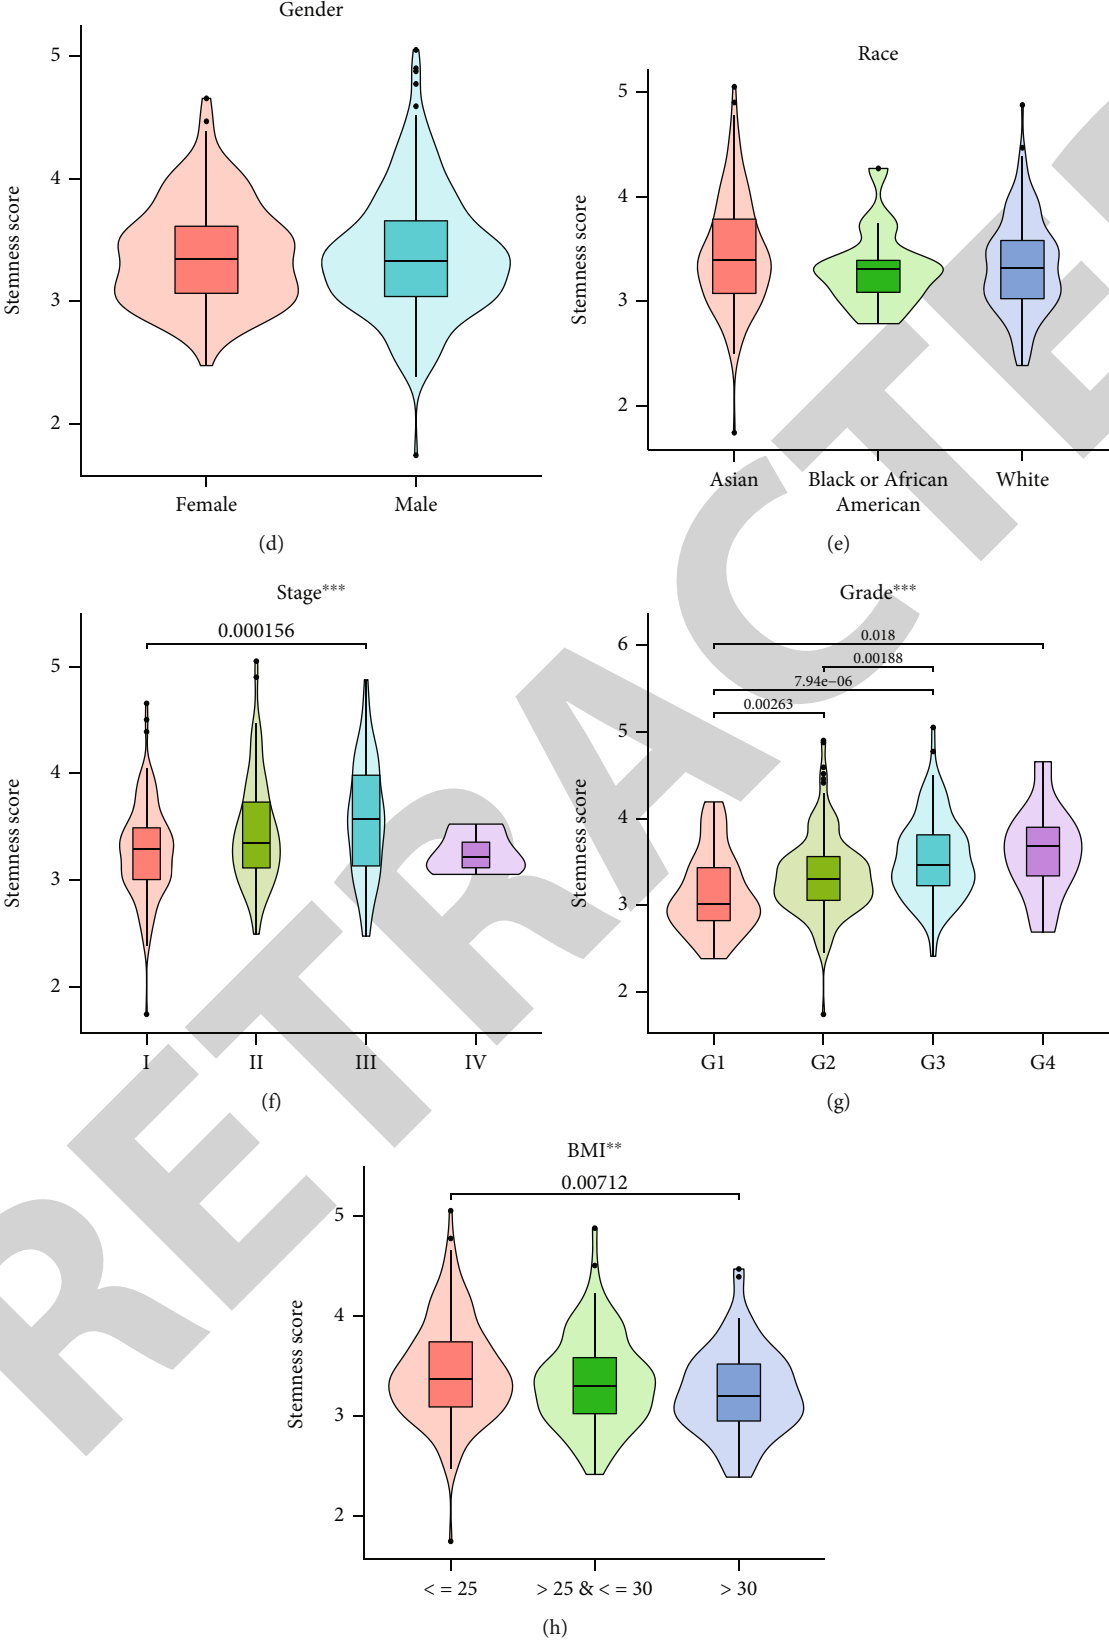 Gender
5
4
3
2
Stemness score
Female Male
(d)
Race
5
4
3
2
Stemness score
Asian Black or African American White
(e)
Stage***
0.000156
5
4
3
2
Stemness score
I II III IV
(f)
Grade***
0.018
0.00188
7.94e−06
0.00263
6
5
4
3
2
Stemness score
G1 G2 G3 G4
(g)
BMI**
0.00712
5
4
3
2
Stemness score
< = 25 > 25 & < = 30 > 30
(h)
RETRACTE